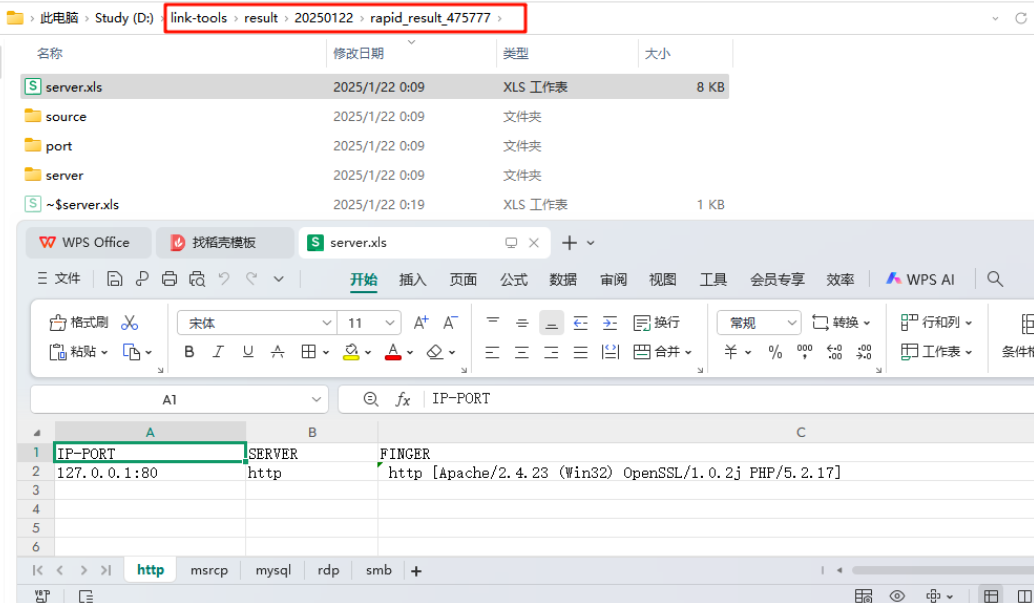 此电脑 › Study (D:) › link-tools › result › 20250122 › rapid_result_475777 ›
名称 修改日期 类型 大小
server.xls 2025/1/22 0:09 XLS 工作表 8 KB
source 2025/1/22 0:09 文件夹
port 2025/1/22 0:09 文件夹
server 2025/1/22 0:09 文件夹
~$server.xls 2025/1/22 0:19 XLS 工作表 1 KB
WPS Office 找稻壳模板 server.xls
文件 开始 插入 页面 公式 数据 审阅 视图 工具 会员专享 效率 WPS AI
格式刷 宋体 11 A+ A- 换行 常规 转换 行和列
粘贴 B I U A A 合并 ¥ % 000 .00 .00 工作表 条件格
A1 fx IP-PORT
A B C
1 IP-PORT SERVER FINGER
2 127.0.0.1:80 http http [Apache/2.4.23 (Win32) OpenSSL/1.0.2j PHP/5.2.17]
3
4
5
6
http msrcp mysql rdp smb